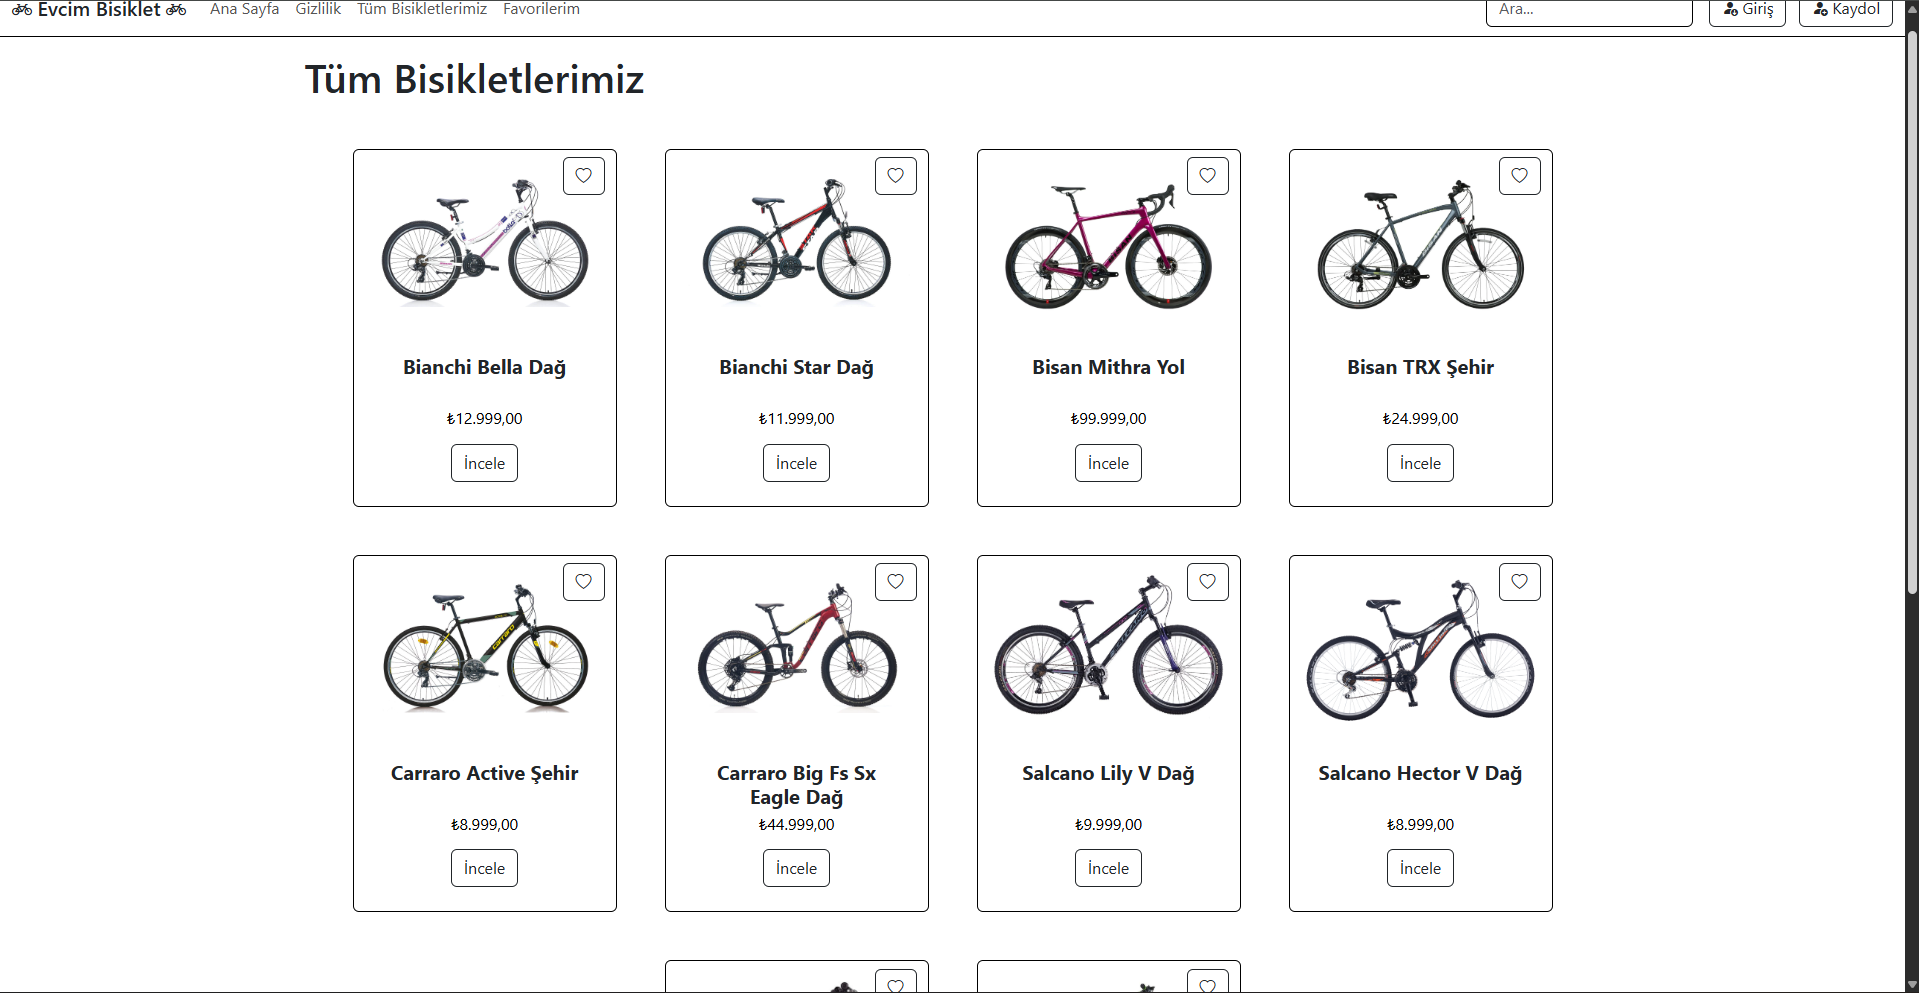 Evcim Bisiklet Ana Sayfa Gizlilik Tüm Bisikletlerimiz Favorilerim Ara... Giriş Kaydol
Tüm Bisikletlerimiz
Bianchi Bella Dağ
₺12.999,00
İncele
Bianchi Star Dağ
₺11.999,00
İncele
Bisan Mithra Yol
₺99.999,00
İncele
Bisan TRX Şehir
₺24.999,00
İncele
Carraro Active Şehir
₺8.999,00
İncele
Carraro Big Fs Sx
Eagle Dağ
₺44.999,00
İncele
Salcano Lily V Dağ
₺9.999,00
İncele
Salcano Hector V Dağ
₺8.999,00
İncele